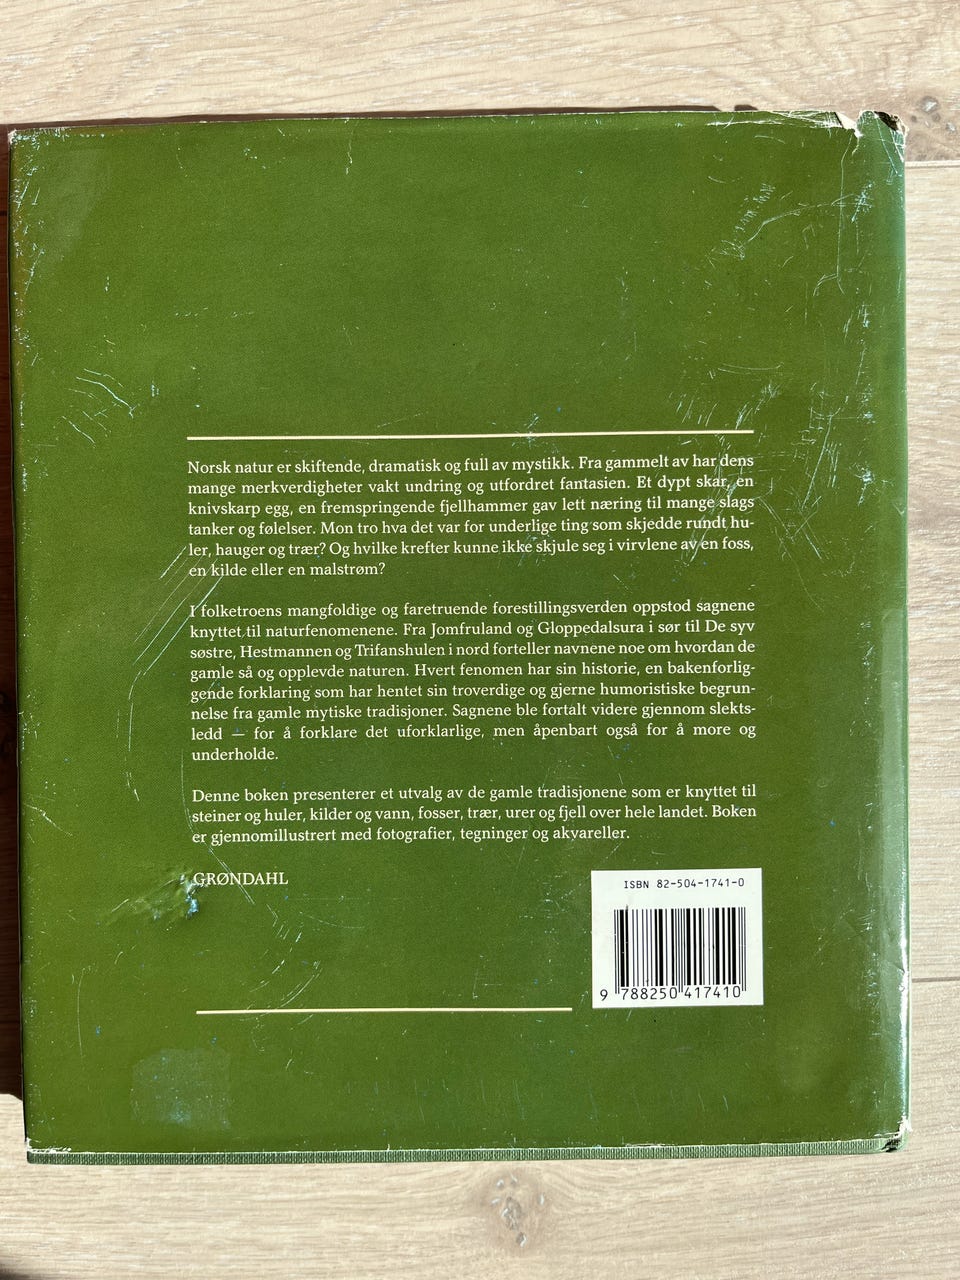 Norsk natur er skiftende, dramatisk og full av mystikk. Fra gammelt av har dens
mange merkverdigheter vakt undring og utfordret fantasien. Et dypt skar, en
knivskarp egg, en fremspringende fjellhammer gav lett næring til mange slags
tanker og følelser. Mon tro hva det var for underlige ting som skjedde rundt hu-
ler, hauger og trær? Og hvilke krefter kunne ikke skjule seg i virvlene av en foss,
en kilde eller en malstrøm?
I folketroens mangfoldige og faretruende forestillingsverden oppstod sagnene
knyttet til naturfenomenene. Fra Jomfruland og Gloppedalsura i sør til De syv
søstre, Hestmannen og Trifanshulen i nord forteller navnene noe om hvordan de
gamle så og opplevde naturen. Hvert fenomen har sin historie, en bakenforlig-
gende forklaring som har hentet sin troverdige og gjerne humoristiske begrun-
nelse fra gamle mytiske tradisjoner. Sagnene ble fortalt videre gjennom slekts-
ledd — for å forklare det uforklarlige, men åpenbart også for å more og
underholde.
Denne boken presenterer et utvalg av de gamle tradisjonene som er knyttet til
steiner og huler, kilder og vann, fosser, trær, urer og fjell over hele landet. Boken
er gjennomillustrert med fotografier, tegninger og akvareller.
GRØNDAHL
ISBN 82-504-1741-0
9 788250 417410